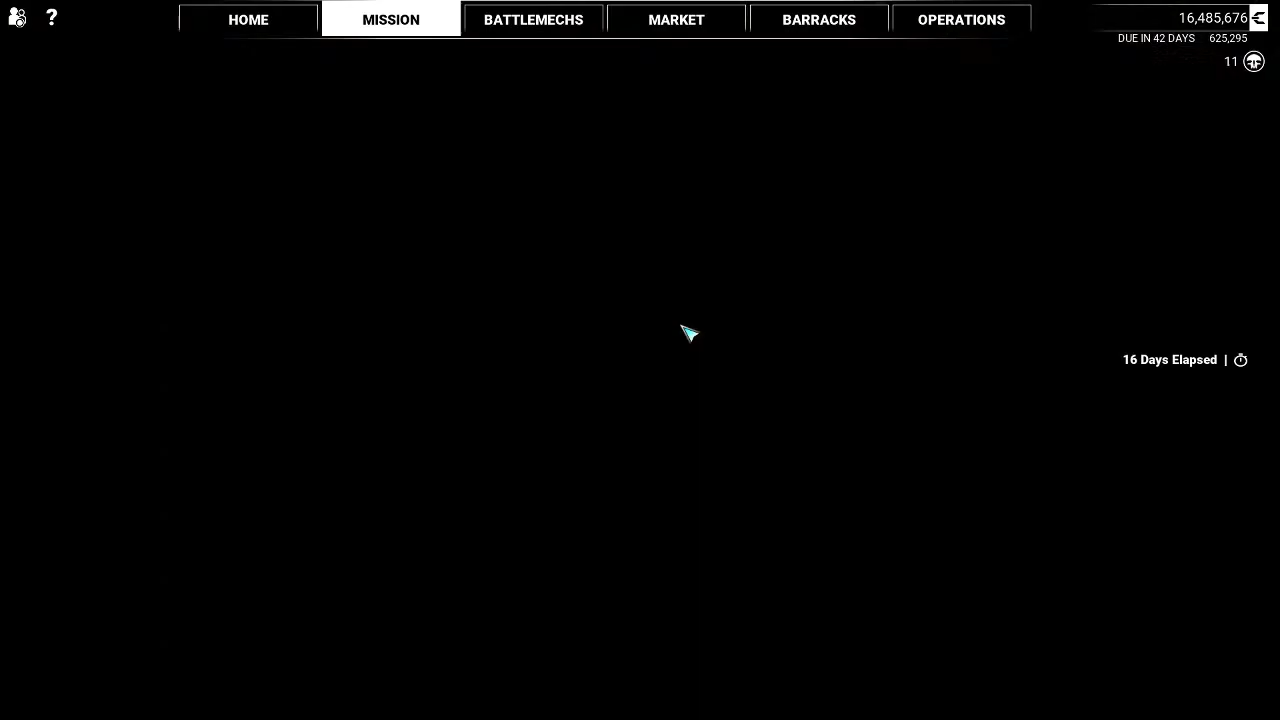 ?
HOME
MISSION
BATTLEMECHS
MARKET
BARRACKS
OPERATIONS
16,485,676
DUE IN 42 DAYS 625,295
11
16 Days Elapsed |